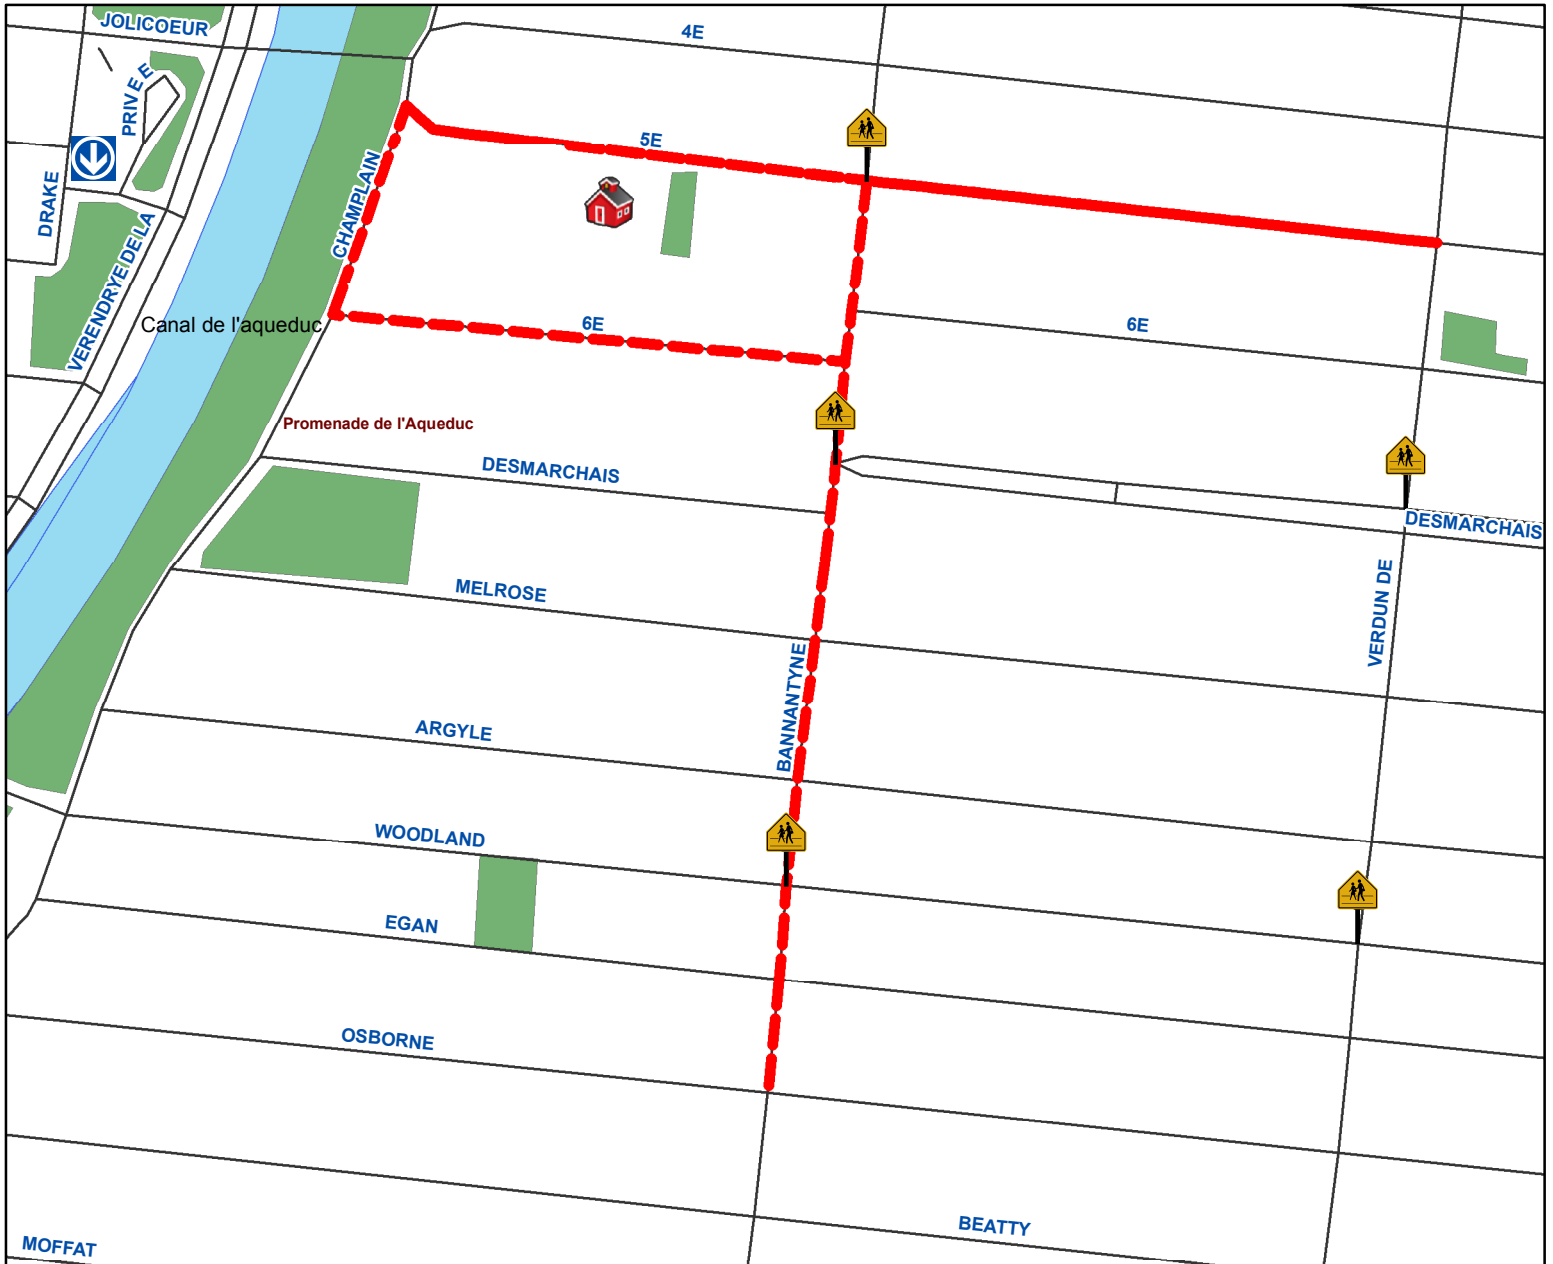 JOLICOEUR
4E
PRIVEE
5E
DRAKE
CHAMPLAIN
VERENDRYE DE LA
Canal de l'aqueduc
6E
6E
Promenade de l'Aqueduc
DESMARCHAIS
DESMARCHAIS
MELROSE
VERDUN DE
BANNANTYNE
ARGYLE
WOODLAND
EGAN
OSBORNE
BEATTY
MOFFAT